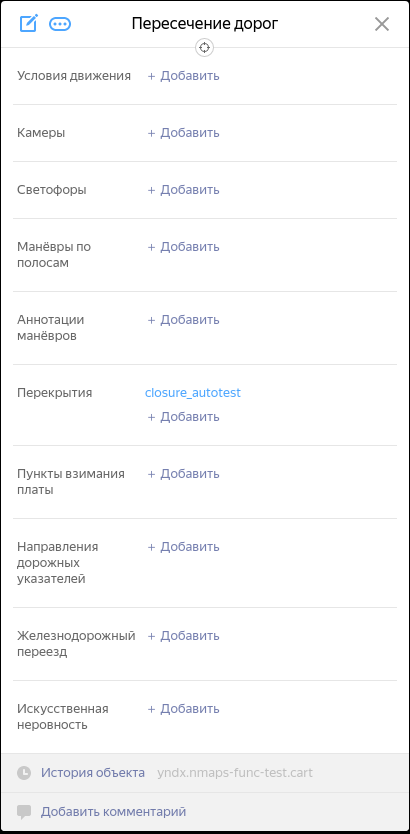 Пересечение дорог
Условия движения + Добавить
Камеры + Добавить
Светофоры + Добавить
Манёвры по + Добавить
полосам
Аннотации + Добавить
манёвров
Перекрытия closure_autotest
+ Добавить
Пункты взимания + Добавить
платы
Направления + Добавить
дорожных
указателей
Железнодорожный + Добавить
переезд
Искусственная + Добавить
неровность
История объекта yndx.nmaps-func-test.cart
Добавить комментарий